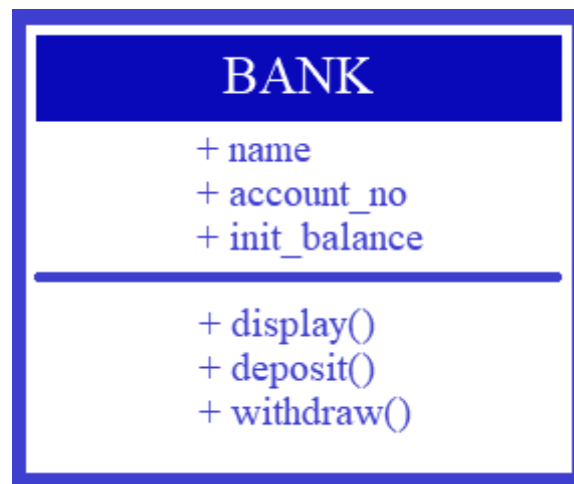 BANK
+ name
+ account_no
+ init_balance
+ display()
+ deposit()
+ withdraw()